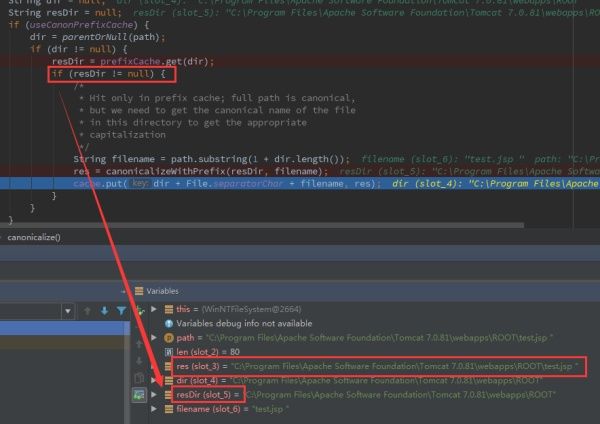 String dir = null; dir (slot_4): "C:\Program Files\Apache Software Foundation\Tomcat 7.0.81\webapps\ROOT
String resDir = null; resDir (slot_5): "C:\Program Files\Apache Software Foundation\Tomcat 7.0.81\webapps\ROOT"
if (useCanonPrefixCache) {
dir = parentOrNull(path);
if (dir != null) {
resDir = prefixCache.get(dir);
if (resDir != null) {
/*
* Hit only in prefix cache; full path is canonical,
* but we need to get the canonical name of the file
* in this directory to get the appropriate
* capitalization
*/
String filename = path.substring(1 + dir.length()); filename (slot_6): "test.jsp " path: "C:\Pr
res = canonicalizeWithPrefix(resDir, filename); resDir (slot_5): "C:\Program Files\Apache So
cache.put( key: dir + File.separatorChar + filename, res); dir (slot_4): "C:\Program Files\Apache
}
}
}
canonicalize()
Variables
this = {WinNTFileSystem@2664}
Variables debug info not available
path = "C:\Program Files\Apache Software Foundation\Tomcat 7.0.81\webapps\ROOT\test.jsp "
len (slot_2) = 80
res (slot_3) = "C:\Program Files\Apache Software Foundation\Tomcat 7.0.81\webapps\ROOT\test.jsp "
dir (slot_4) = "C:\Program Files\Apache Software Foundation\Tomcat 7.0.81\webapps\ROOT"
resDir (slot_5) = "C:\Program Files\Apache Software Foundation\Tomcat 7.0.81\webapps\ROOT"
filename (slot_6) = "test.jsp "